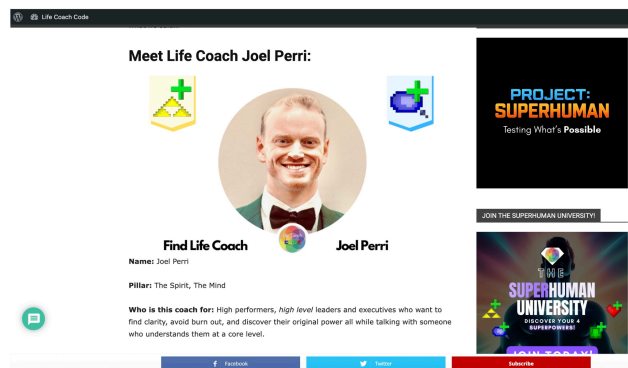 Life Coach Code
Meet Life Coach Joel Perri:
Find Life Coach
Joel Perri
Name: Joel Perri
Pillar: The Spirit, The Mind
Who is this coach for: High performers, high level leaders and executives who want to
find clarity, avoid burn out, and discover their original power all while talking with someone
who understands them at a core level.
PROJECT:
SUPERHUMAN
Testing What's Possible
JOIN THE SUPERHUMAN UNIVERSITY!
THE
SUPERHUMAN
UNIVERSITY
DISCOVER YOUR 4
SUPERPOWERS!
JOIN TODAY!
Facebook
Twitter
Subscribe